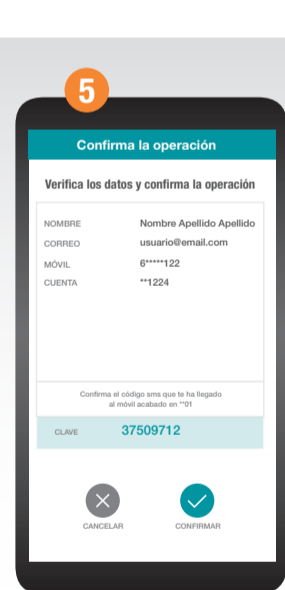 5
Confirma la operación
Verifica los datos y confirma la operación
NOMBRE Nombre Apellido Apellido
CORREO usuario@email.com
MÓVIL 6*****122
CUENTA **1224
Confirma el código sms que te ha llegado
al móvil acabado en **01
CLAVE 37509712
CANCELAR CONFIRMAR